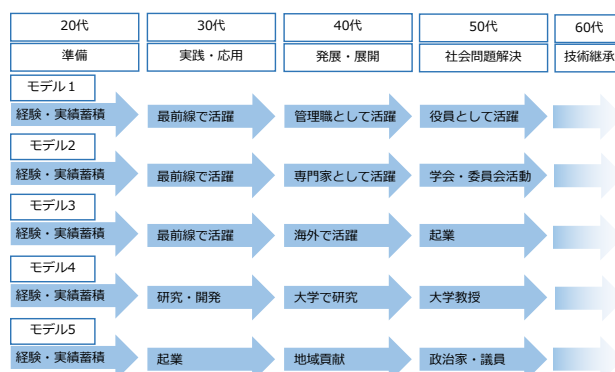 20代 30代 40代 50代 60代
準備 実践・応用 発展・展開 社会問題解決 技術継承
モデル1
経験・実績蓄積 最前線で活躍 管理職として活躍 役員として活躍
モデル2
経験・実績蓄積 最前線で活躍 専門家として活躍 学会・委員会活動
モデル3
経験・実績蓄積 最前線で活躍 海外で活躍 起業
モデル4
経験・実績蓄積 研究・開発 大学で研究 大学教授
モデル5
経験・実績蓄積 起業 地域貢献 政治家・議員